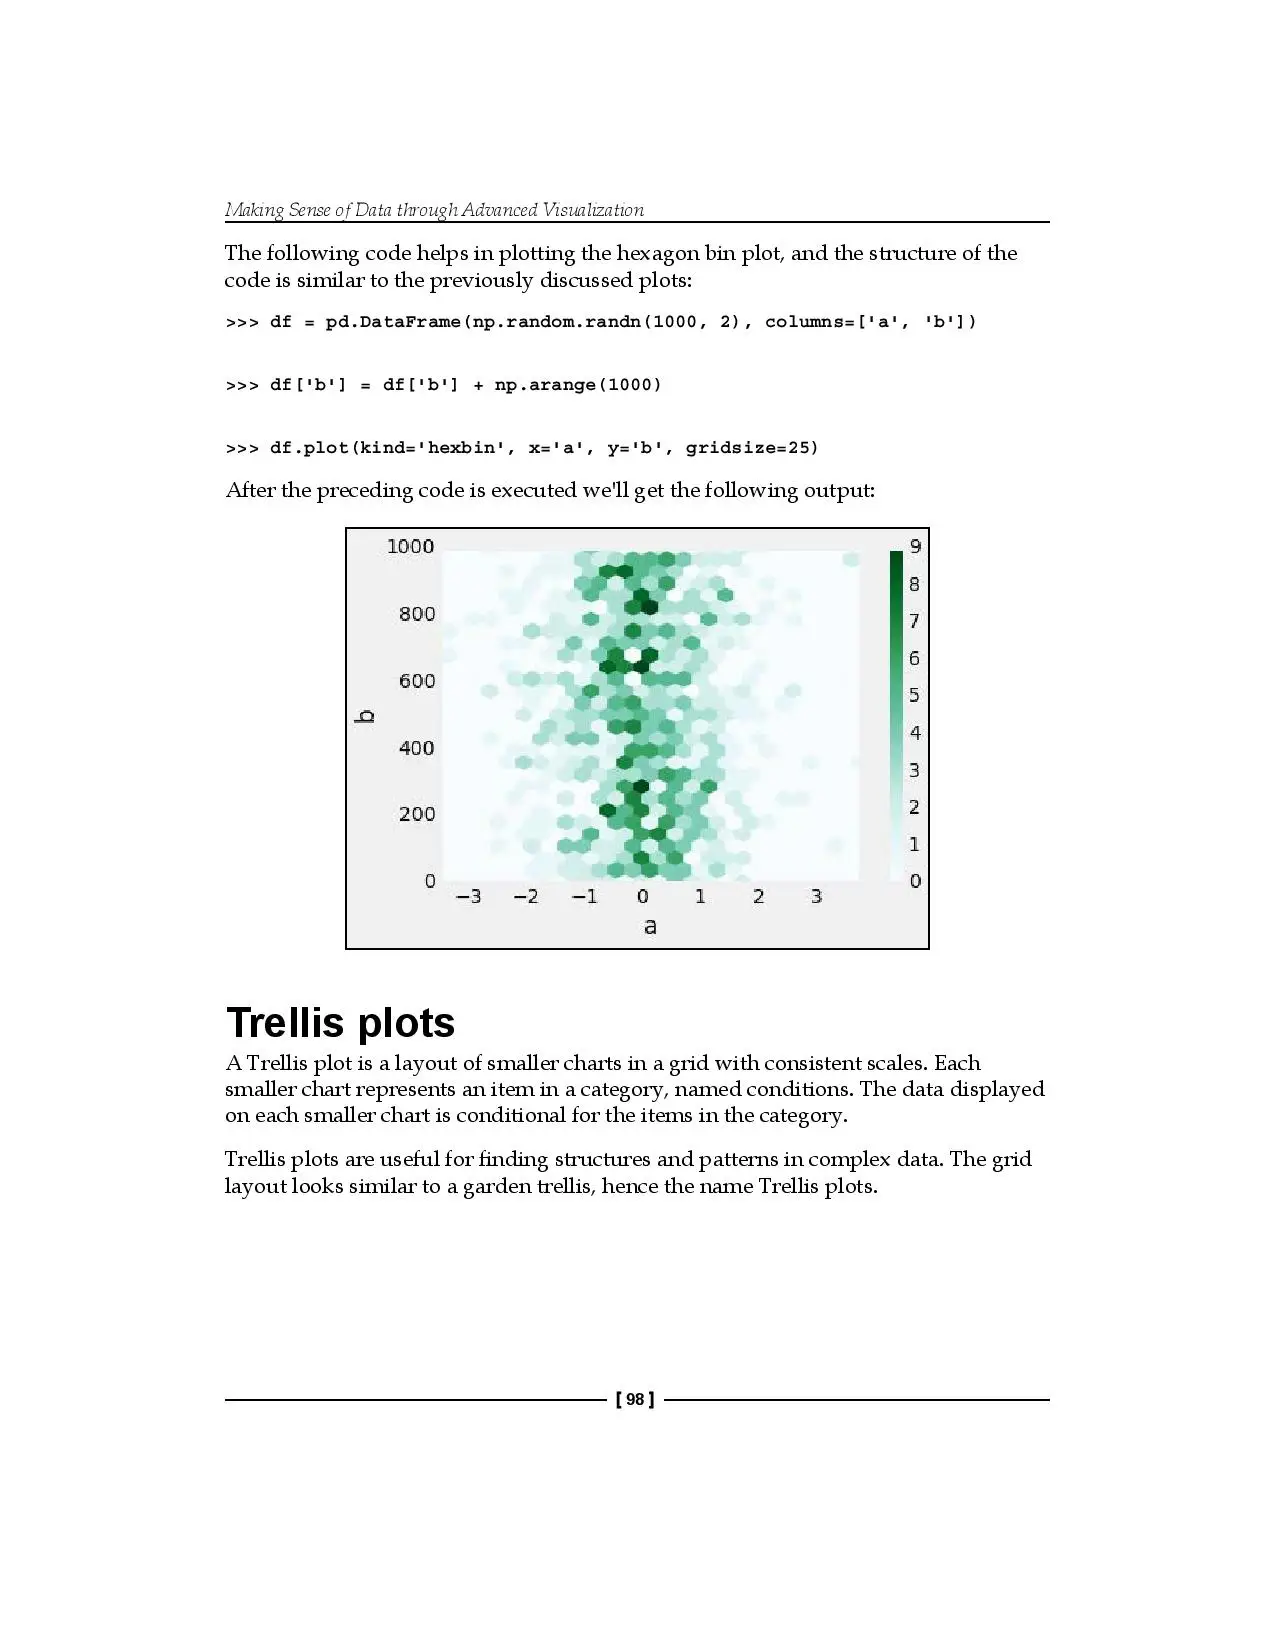 Making Sense of Data through Advanced Visualization
The following code helps in plotting the hexagon bin plot, and the structure of the
code is similar to the previously discussed plots:
>>> df = pd.DataFrame(np.random.randn(1000, 2), columns=['a', 'b'])
>>> df['b'] = df['b'] + np.arange(1000)
>>> df.plot(kind='hexbin', x='a', y='b', gridsize=25)
After the preceding code is executed we'll get the following output:
1000
800
600
400
200
0
b
−3 −2 −1 0 1 2 3
a
9
8
7
6
5
4
3
2
1
0
Trellis plots
A Trellis plot is a layout of smaller charts in a grid with consistent scales. Each
smaller chart represents an item in a category, named conditions. The data displayed
on each smaller chart is conditional for the items in the category.
Trellis plots are useful for finding structures and patterns in complex data. The grid
layout looks similar to a garden trellis, hence the name Trellis plots.
[ 98 ]